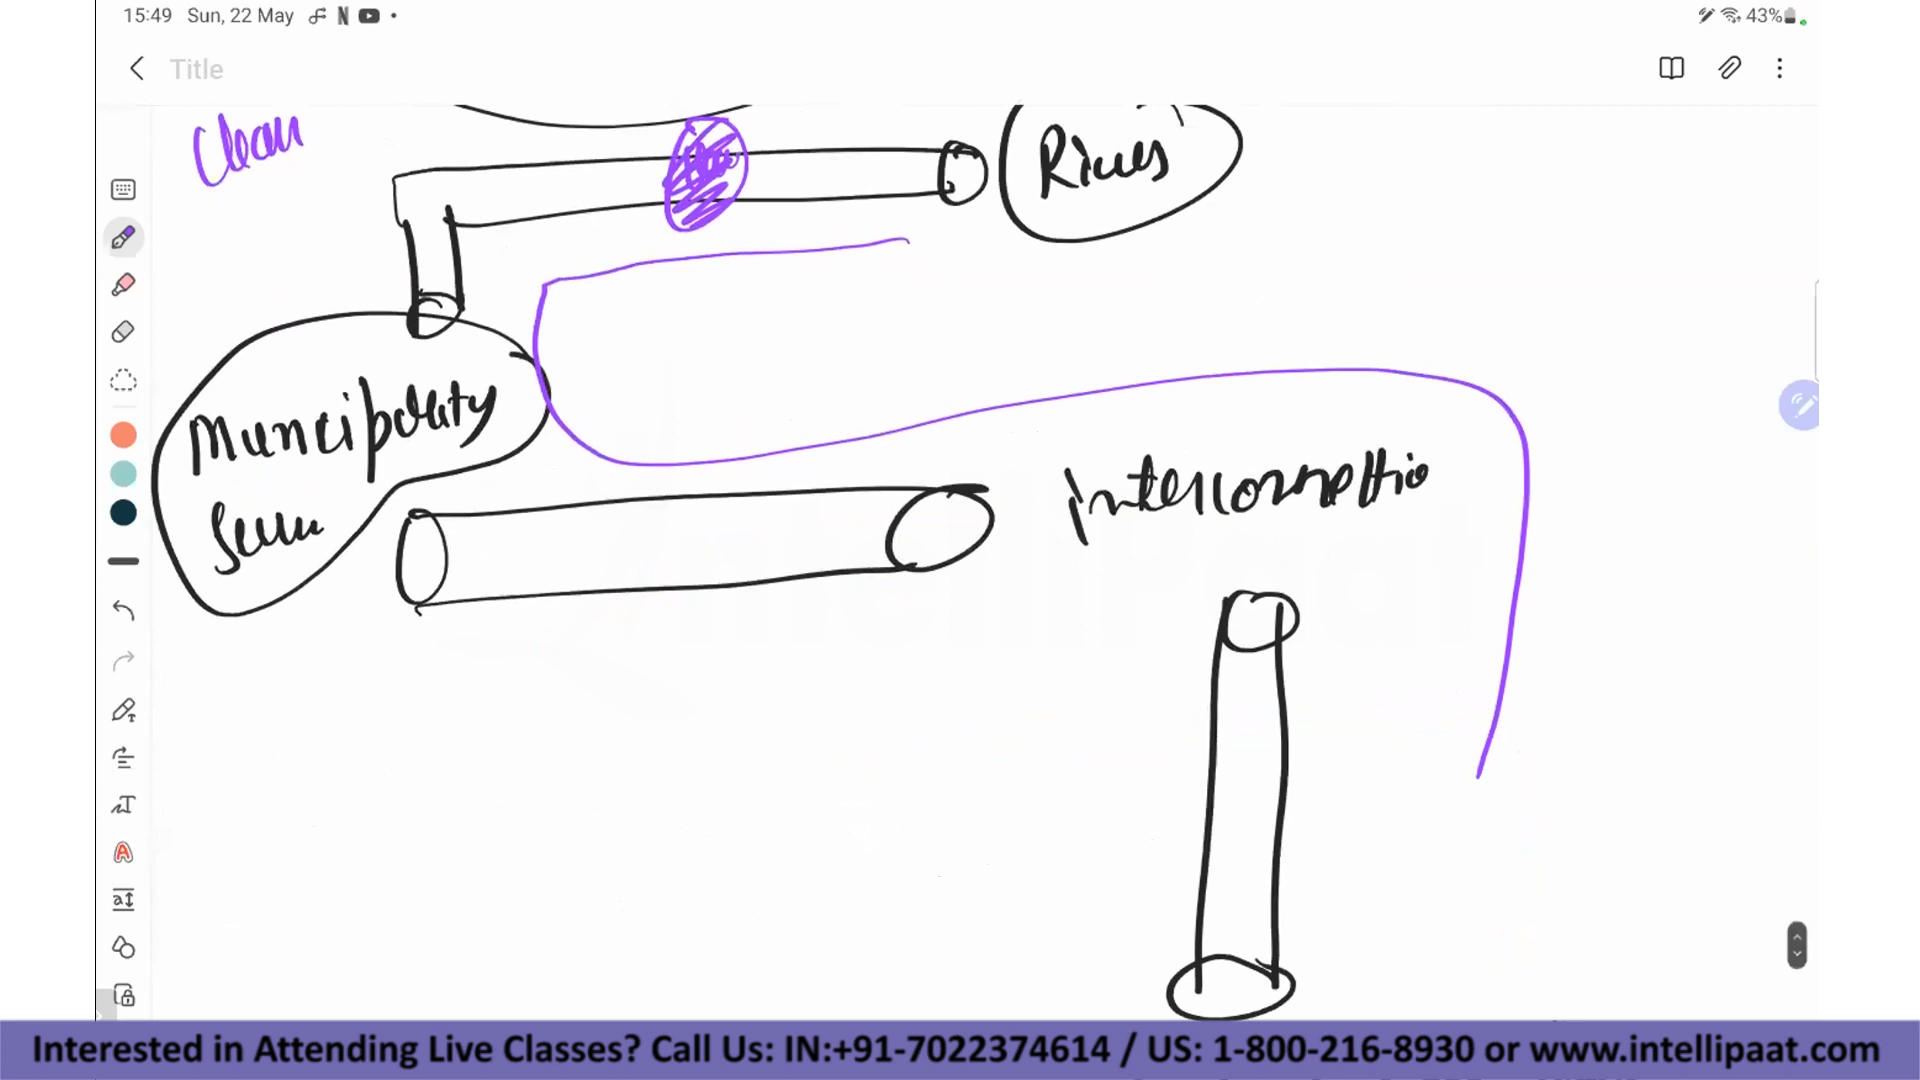 15:49 Sun, 22 May 43%
Title
Clean
River
Muncipality
interconnectio
Interested in Attending Live Classes? Call Us: IN:+91-7022374614 / US: 1-800-216-8930 or www.intellipaat.com